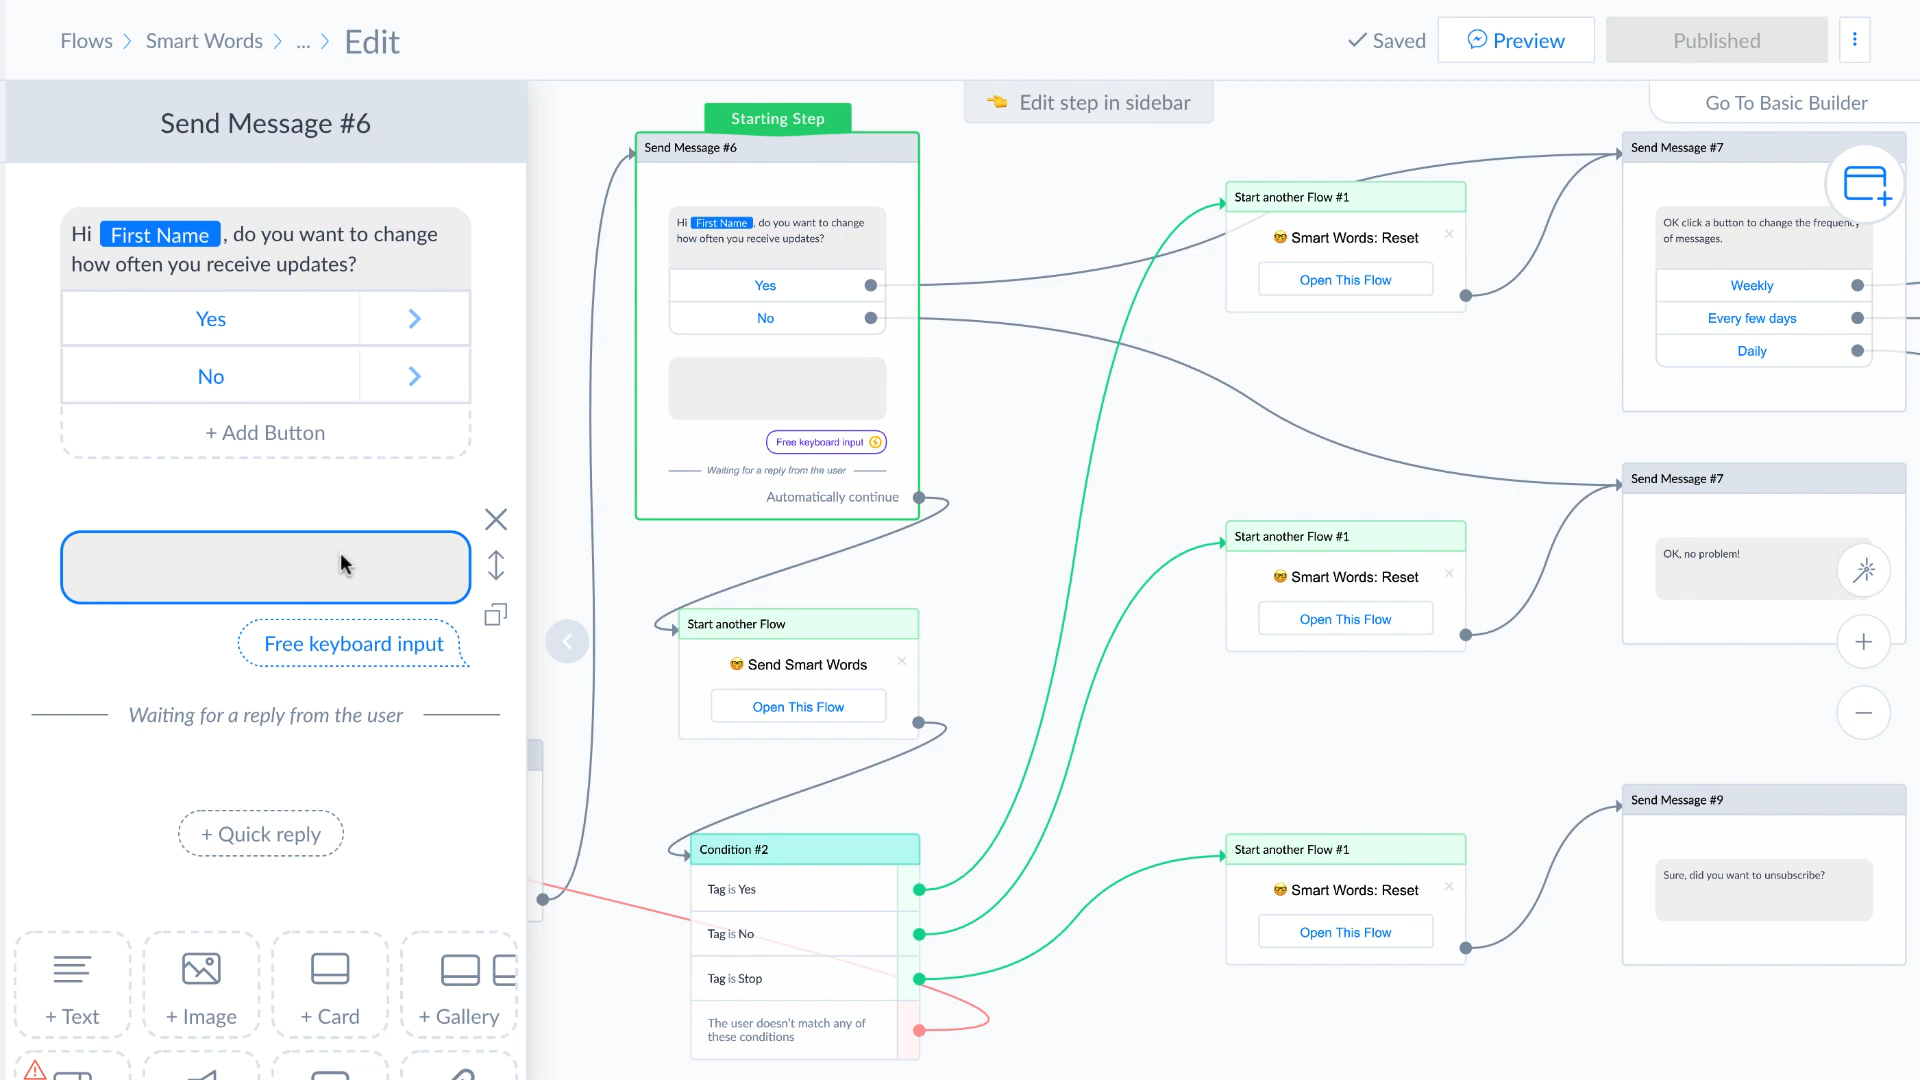 Flows
Smart Words
...
Edit
Saved
Preview
Published
Send Message #6
Hi First Name , do you want to change
how often you receive updates?
Yes
No
+ Add Button
Free keyboard input
Waiting for a reply from the user
+ Quick reply
+ Text
+ Image
+ Card
+ Gallery
Edit step in sidebar
Go To Basic Builder
Starting Step
Send Message #6
Hi First Name , do you want to change
how often you receive updates?
Yes
No
Free keyboard input
Waiting for a reply from the user
Automatically continue
Start another Flow
Send Smart Words
Open This Flow
Condition #2
Tag is Yes
Tag is No
Tag is Stop
The user doesn't match any of
these conditions
Start another Flow #1
Smart Words: Reset
Open This Flow
Start another Flow #1
Smart Words: Reset
Open This Flow
Start another Flow #1
Smart Words: Reset
Open This Flow
Send Message #7
OK click a button to change the frequency
of messages.
Weekly
Every few days
Daily
Send Message #7
OK, no problem!
Send Message #9
Sure, did you want to unsubscribe?